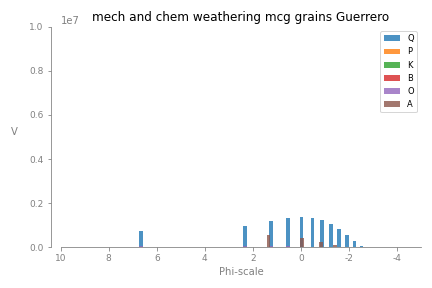 mech and chem weathering mcg grains Guerrero
1e7
1.0
0.8
0.6
0.4
0.2
0.0
V
10 8 6 4 2 0 -2 -4
Phi-scale
Q
P
K
B
O
A